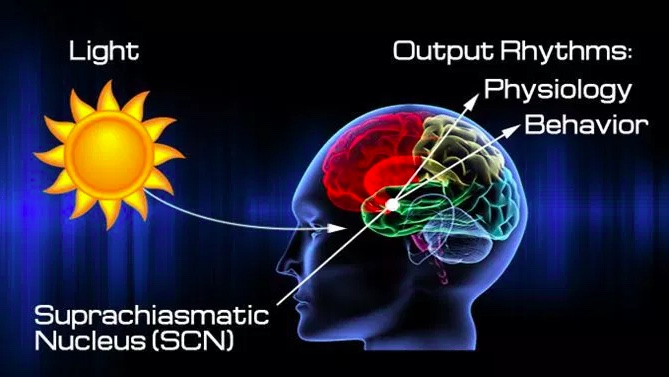 Light
Output Rhythms:
Physiology
Behavior
Suprachiasmatic
Nucleus (SCN)